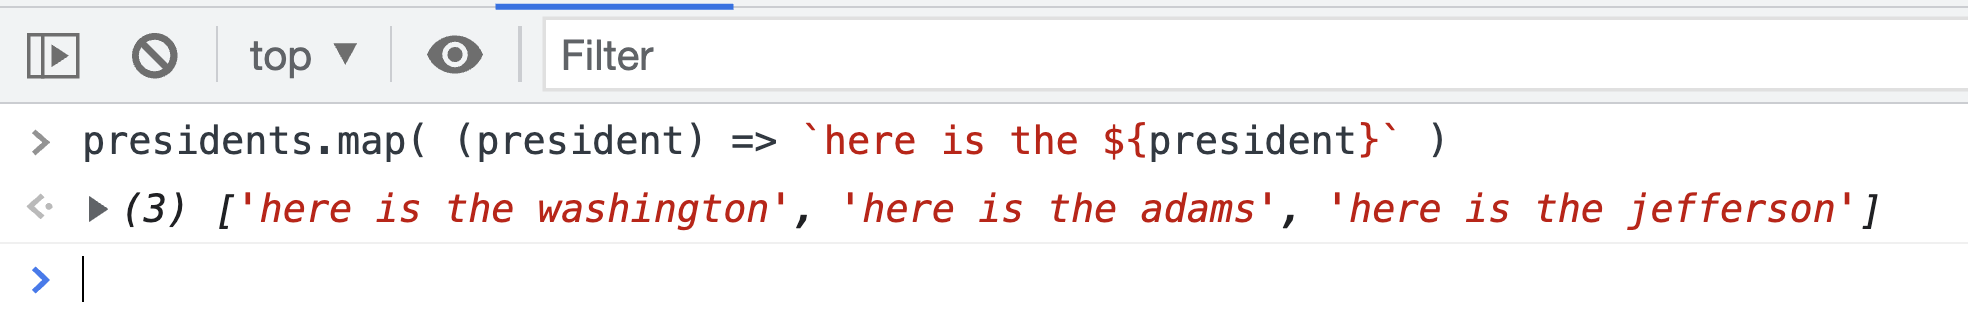 top ▼ Filter
> presidents.map( (president) => `here is the ${president}` )
(3) ['here is the washington', 'here is the adams', 'here is the jefferson']
>